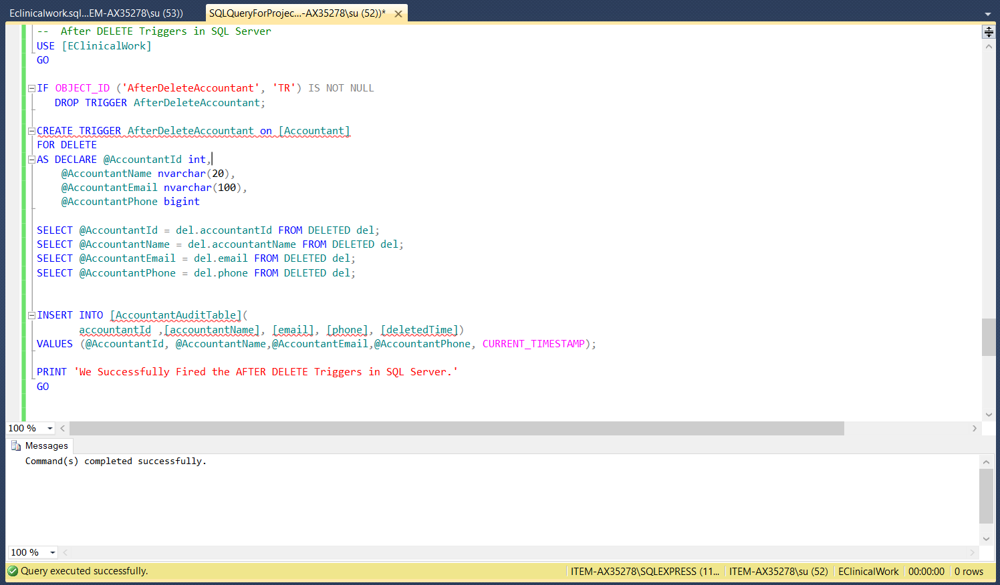 Eclinicalwork.sql...EM-AX35278\su (53))
SQLQueryForProjec...-AX35278\su (52))*
-- After DELETE Triggers in SQL Server
USE [EClinicalWork]
GO
IF OBJECT_ID ('AfterDeleteAccountant', 'TR') IS NOT NULL
DROP TRIGGER AfterDeleteAccountant;
CREATE TRIGGER AfterDeleteAccountant on [Accountant]
FOR DELETE
AS DECLARE @AccountantId int,
@AccountantName nvarchar(20),
@AccountantEmail nvarchar(100),
@AccountantPhone bigint
SELECT @AccountantId = del.accountantId FROM DELETED del;
SELECT @AccountantName = del.accountantName FROM DELETED del;
SELECT @AccountantEmail = del.email FROM DELETED del;
SELECT @AccountantPhone = del.phone FROM DELETED del;
INSERT INTO [AccountantAuditTable](
accountantId ,[accountantName], [email], [phone], [deletedTime])
VALUES (@AccountantId, @AccountantName,@AccountantEmail,@AccountantPhone, CURRENT_TIMESTAMP);
PRINT 'We Successfully Fired the AFTER DELETE Triggers in SQL Server.'
GO
100 %
Messages
Command(s) completed successfully.
100 %
Query executed successfully.
ITEM-AX35278\SQLEXPRESS (11...
ITEM-AX35278\su (52)
EClinicalWork
00:00:00
0 rows